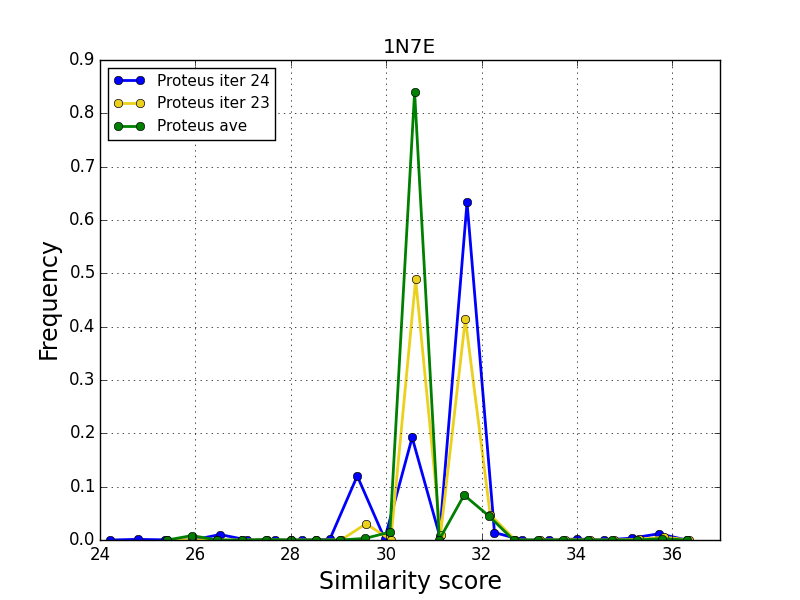 1N7E
0.9
0.8
0.7
0.6
0.5
0.4
0.3
0.2
0.1
0.0
Proteus iter 24
Proteus iter 23
Proteus ave
Frequency
24 26 28 30 32 34 36
Similarity score